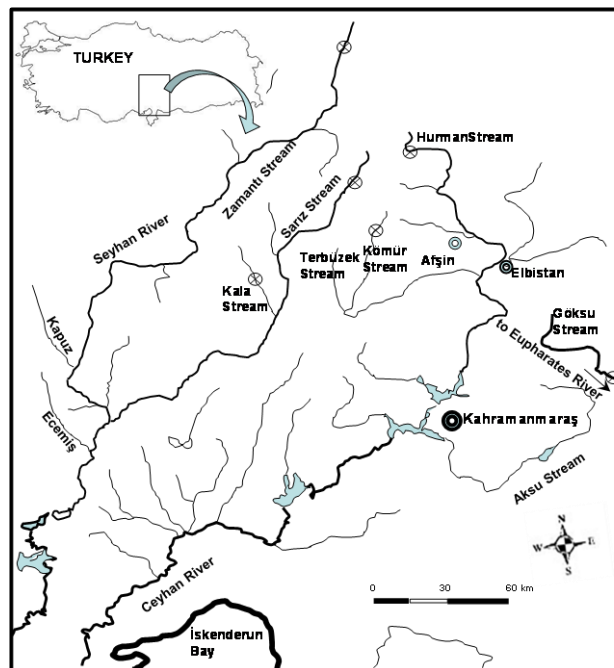 TURKEY
HurmanStream
Zamantı Stream
Sarız Stream
Seyhan River
Terbüzek
Stream
Kömür
Stream
Afşin
Elbistan
Kala
Stream
Göksu
Stream
Kapuz
to Eupharates River
Ecemiş
Kahramanmaraş
Aksu Stream
N
W
E
S
Ceyhan River
0
30
60 km
İskenderun
Bay